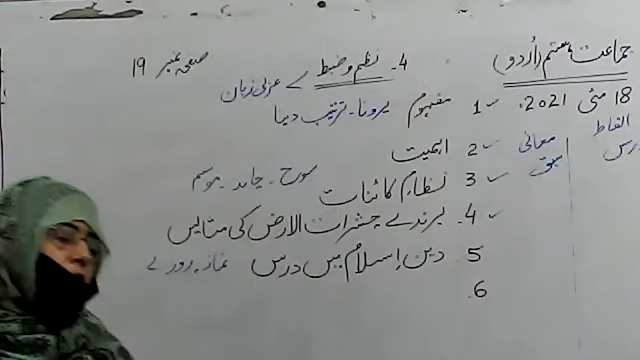 جماعت ہشتم (اُردو)
4۔ نظم و ضبط ے عربی زبان
صفحہ نمبر 19
18 مئی 2021ء
1 مفہوم پرونا۔ ترتیب دینا
2 اہمیت
3 نظامِ کائنات سورج۔ چاند۔ موسم
4۔ پرندے حشرات الارض کی مثالیں
5۔ دینِ اسلام میں درس نماز، روزے
6۔
الفاظ معانی
درس سبق